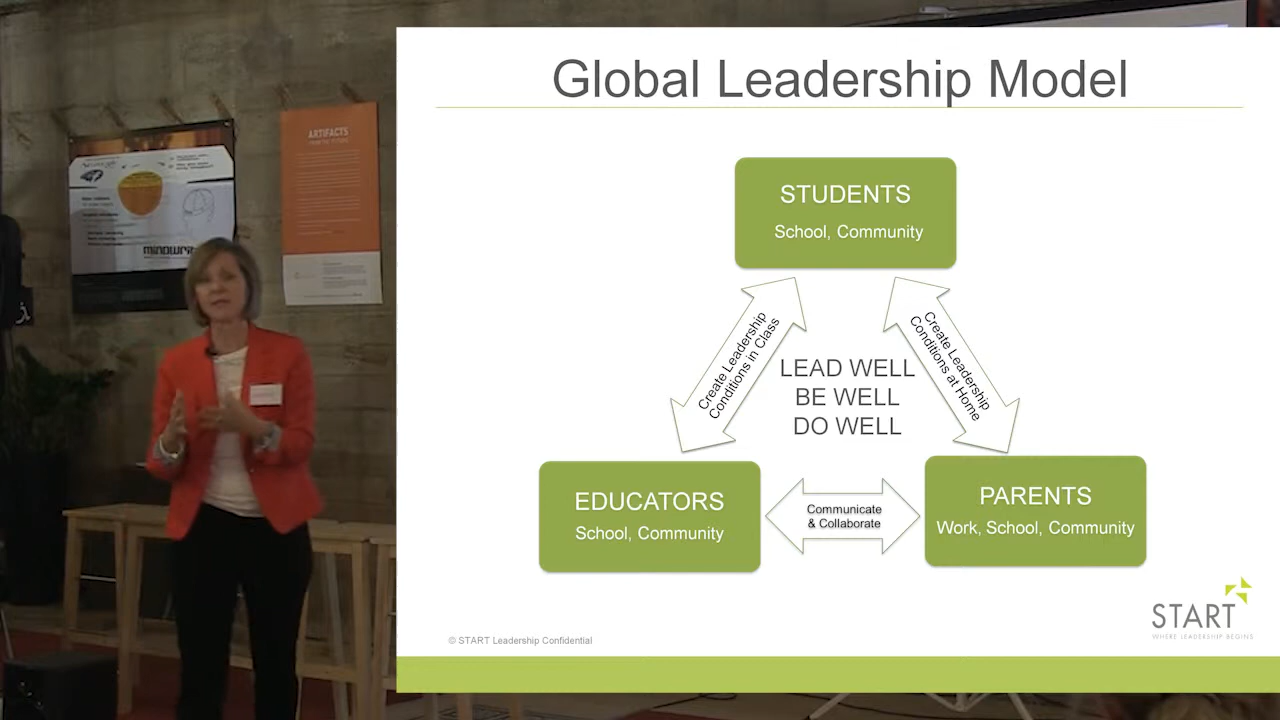 ARTIFACTS
mindwri
Global Leadership Model
STUDENTS
School, Community
Create Leadership
Conditions in Class
Create Leadership
Conditions at Home
LEAD WELL
BE WELL
DO WELL
EDUCATORS
School, Community
Communicate
& Collaborate
PARENTS
Work, School, Community
START
WHERE LEADERSHIP BEGINS
© START Leadership Confidential